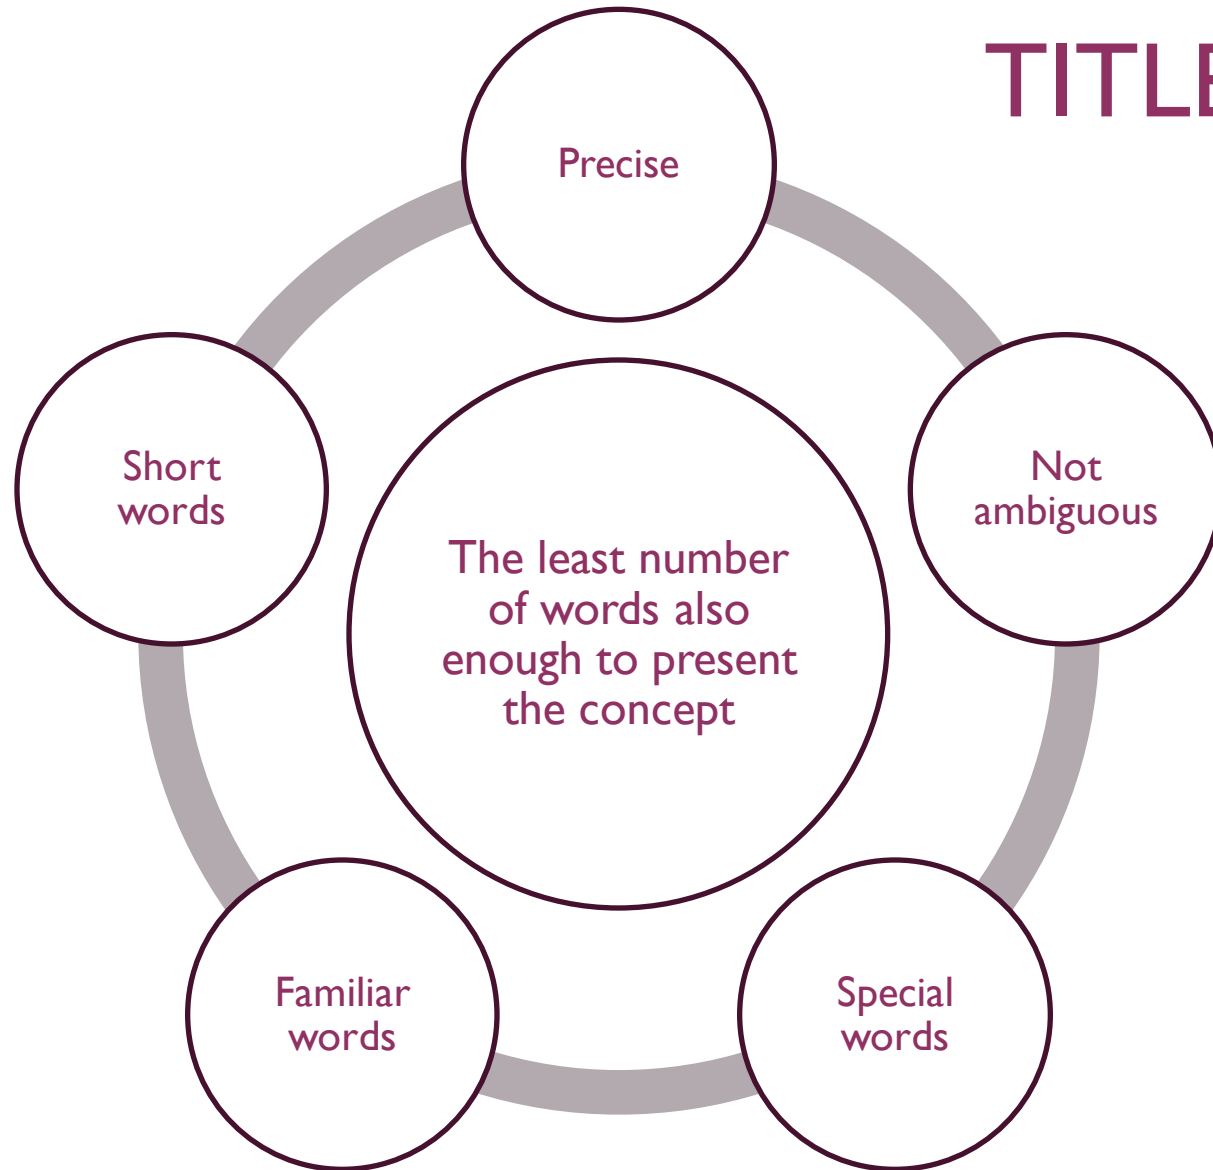 TITLE
Precise
Short
words
Not
ambiguous
The least number
of words also
enough to present
the concept
Familiar
words
Special
words